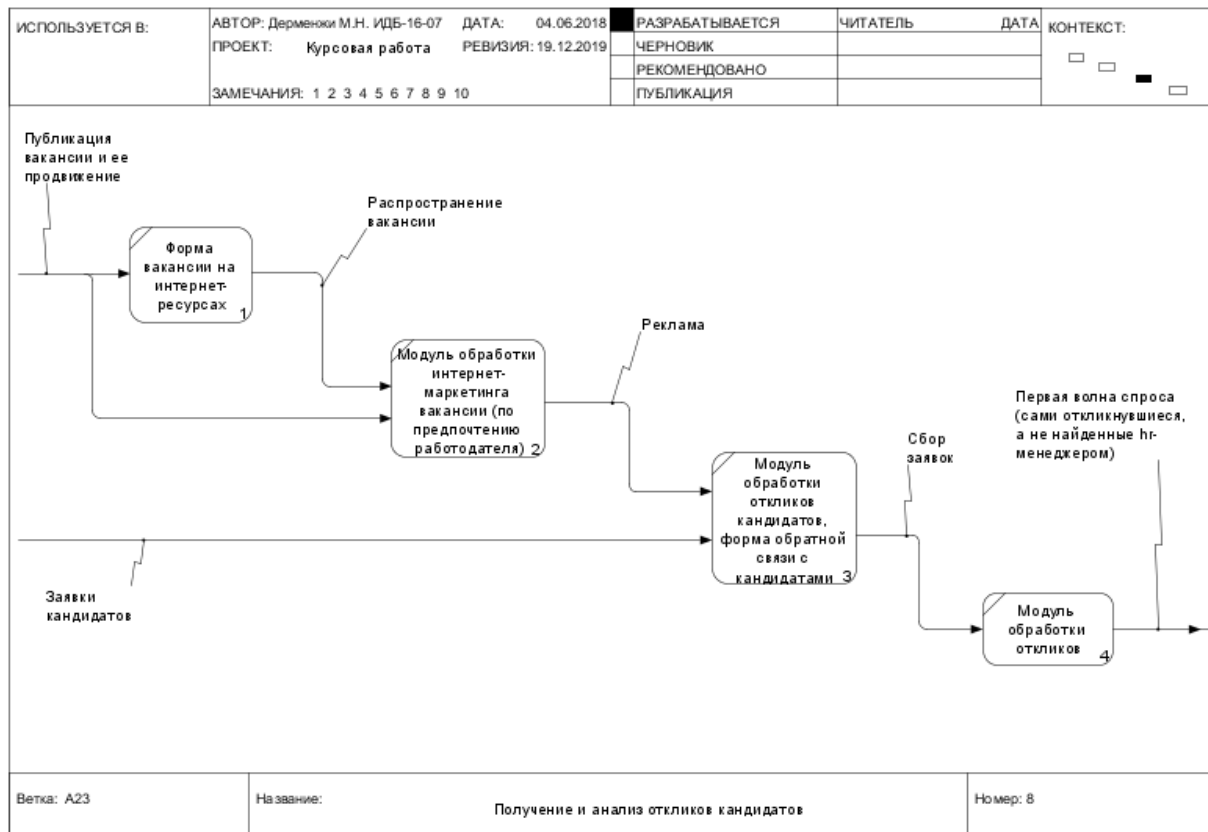 ИСПОЛЬЗУЕТСЯ В:
АВТОР: Дерменжи М.Н. ИДБ-16-07 ДАТА: 04.06.2018
ПРОЕКТ: Курсовая работа РЕВИЗИЯ: 19.12.2019
ЗАМЕЧАНИЯ: 1 2 3 4 5 6 7 8 9 10
РАЗРАБАТЫВАЕТСЯ
ЧЕРНОВИК
РЕКОМЕНДОВАНО
ПУБЛИКАЦИЯ
ЧИТАТЕЛЬ ДАТА
КОНТЕКСТ:
Публикация
вакансии и ее
продвижение
Форма
вакансии на
интернет-
ресурсах
1
Распространение
вакансии
Модуль обработки
интернет-
маркетинга
вакансии (по
предпочтению
работодателя) 2
Реклама
Модуль
обработки
откликов
кандидатов,
форма обратной
связи с
кандидатами 3
Заявки
кандидатов
Сбор
заявок
Модуль
обработки
откликов
4
Первая волна спроса
(сами откликнувшиеся,
а не найденные hr-
менеджером)
Ветка: A23
Название:
Получение и анализ откликов кандидатов
Номер: 8